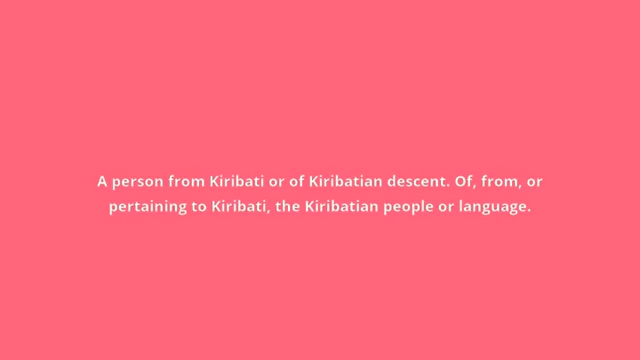 A person from Kiribati or of Kiribatian descent. Of, from, or
pertaining to Kiribati, the Kiribatian people or language.